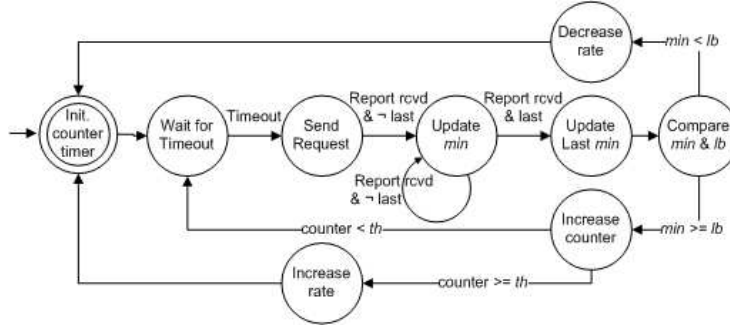 Decrease
rate
min < lb
Init.
counter
timer
Wait for
Timeout
Timeout
Send
Request
Report rcvd
& ¬ last
Update
min
Report rcvd
& last
Update
Last min
Compare
min & lb
Report rcvd
& ¬ last
counter < th
Increase
counter
min >= lb
Increase
rate
counter >= th